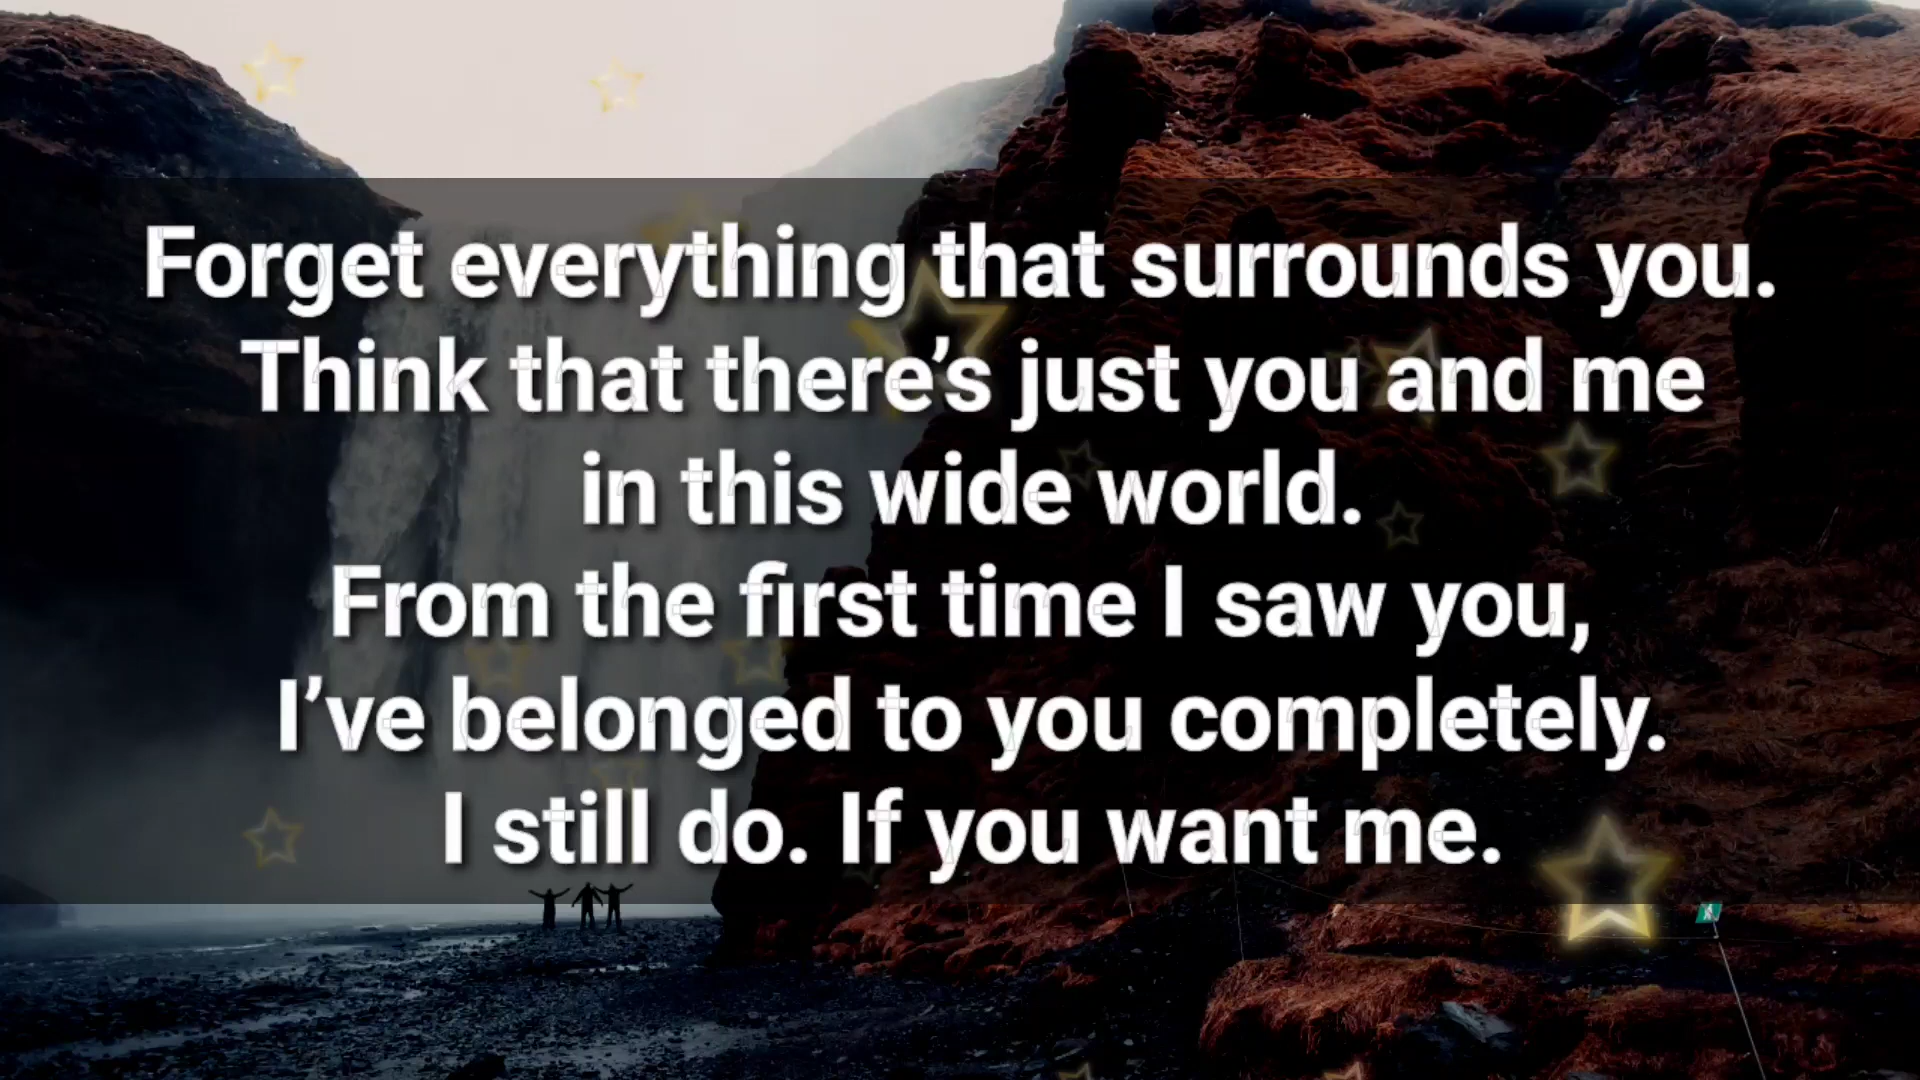 Forget everything that surrounds you.
Think that there’s just you and me
in this wide world.
From the first time I saw you,
I’ve belonged to you completely.
I still do. If you want me.